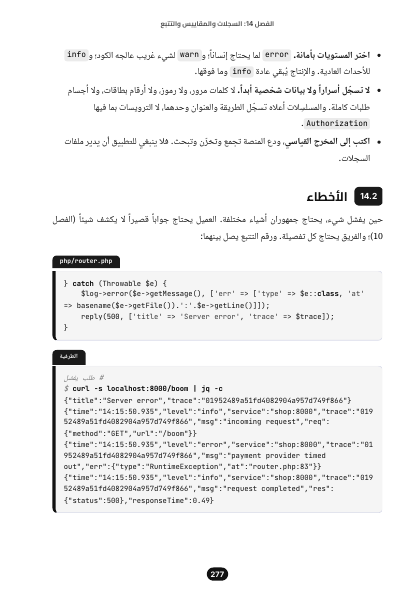 الفصل 14: السجلات والمقاييس والتتبع
• اختر المستويات بأمانة. error لما يحتاج إنساناً؛ و warn لشيء غريب عالجه الكود؛ و info
للأحداث العادية. والإنتاج يُبقي عادة info وما فوقها.
• لا تسجّل أسراراً ولا بيانات شخصية أبداً. لا كلمات مرور، ولا رموز، ولا أرقام بطاقات، ولا أجسام
طلبات كاملة. والمسلسِلات أعلاه تسجّل الطريقة والعنوان وحدهما، لا الترويسات بما فيها
Authorization.
• اكتب إلى المخرج القياسي، ودع المنصة تجمع وتخزّن وتبحث. فلا ينبغي للتطبيق أن يدير ملفات
السجلات.
14.2 الأخطاء
حين يفشل شيء، يحتاج جمهوران أشياء مختلفة. العميل يحتاج جواباً قصيراً لا يكشف شيئاً (الفصل
10)؛ والفريق يحتاج كل تفصيلة. ورقم التتبع يصل بينهما:
php/router.php
} catch (Throwable $e) {
$log->error($e->getMessage(), ['err' => ['type' => $e::class, 'at'
=> basename($e->getFile()).':'.$e->getLine()]]);
reply(500, ['title' => 'Server error', 'trace' => $trace]);
}
الطرفية
# طلب يفشل
$ curl -s localhost:8000/boom | jq -c
{"title":"Server error","trace":"01952489a51fd4082904a957d749f866"}
{"time":"14:15:50.935","level":"info","service":"shop:8000","trace":"019
52489a51fd4082904a957d749f866","msg":"incoming request","req":
{"method":"GET","url":"/boom"}}
{"time":"14:15:50.935","level":"error","service":"shop:8000","trace":"01
952489a51fd4082904a957d749f866","msg":"payment provider timed
out","err":{"type":"RuntimeException","at":"router.php:83"}}
{"time":"14:15:50.935","level":"info","service":"shop:8000","trace":"019
52489a51fd4082904a957d749f866","msg":"request completed","res":
{"status":500},"responseTime":0.49}
277